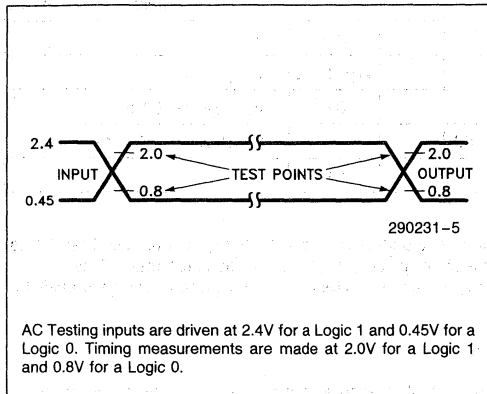 2.4
2.0 2.0
INPUT TEST POINTS OUTPUT
0.8 0.8
0.45
290231-5
AC Testing inputs are driven at 2.4V for a Logic 1 and 0.45V for a
Logic 0. Timing measurements are made at 2.0V for a Logic 1
and 0.8V for a Logic 0.